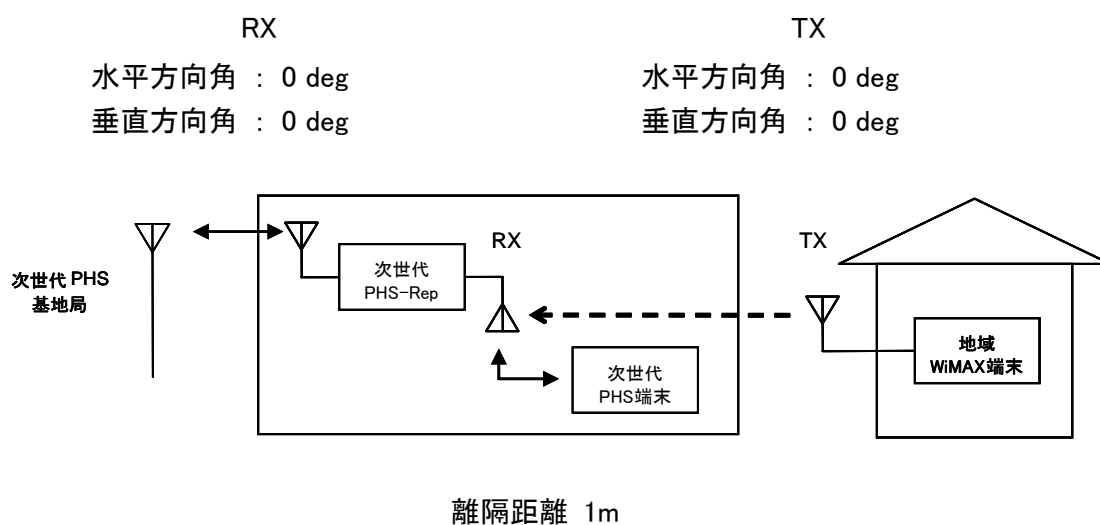 RX
水平方向角 : 0 deg
垂直方向角 : 0 deg
TX
水平方向角 : 0 deg
垂直方向角 : 0 deg
次世代 PHS
基地局
次世代
PHS-Rep
RX
次世代
PHS端末
TX
地域
WiMAX端末
離隔距離 1m